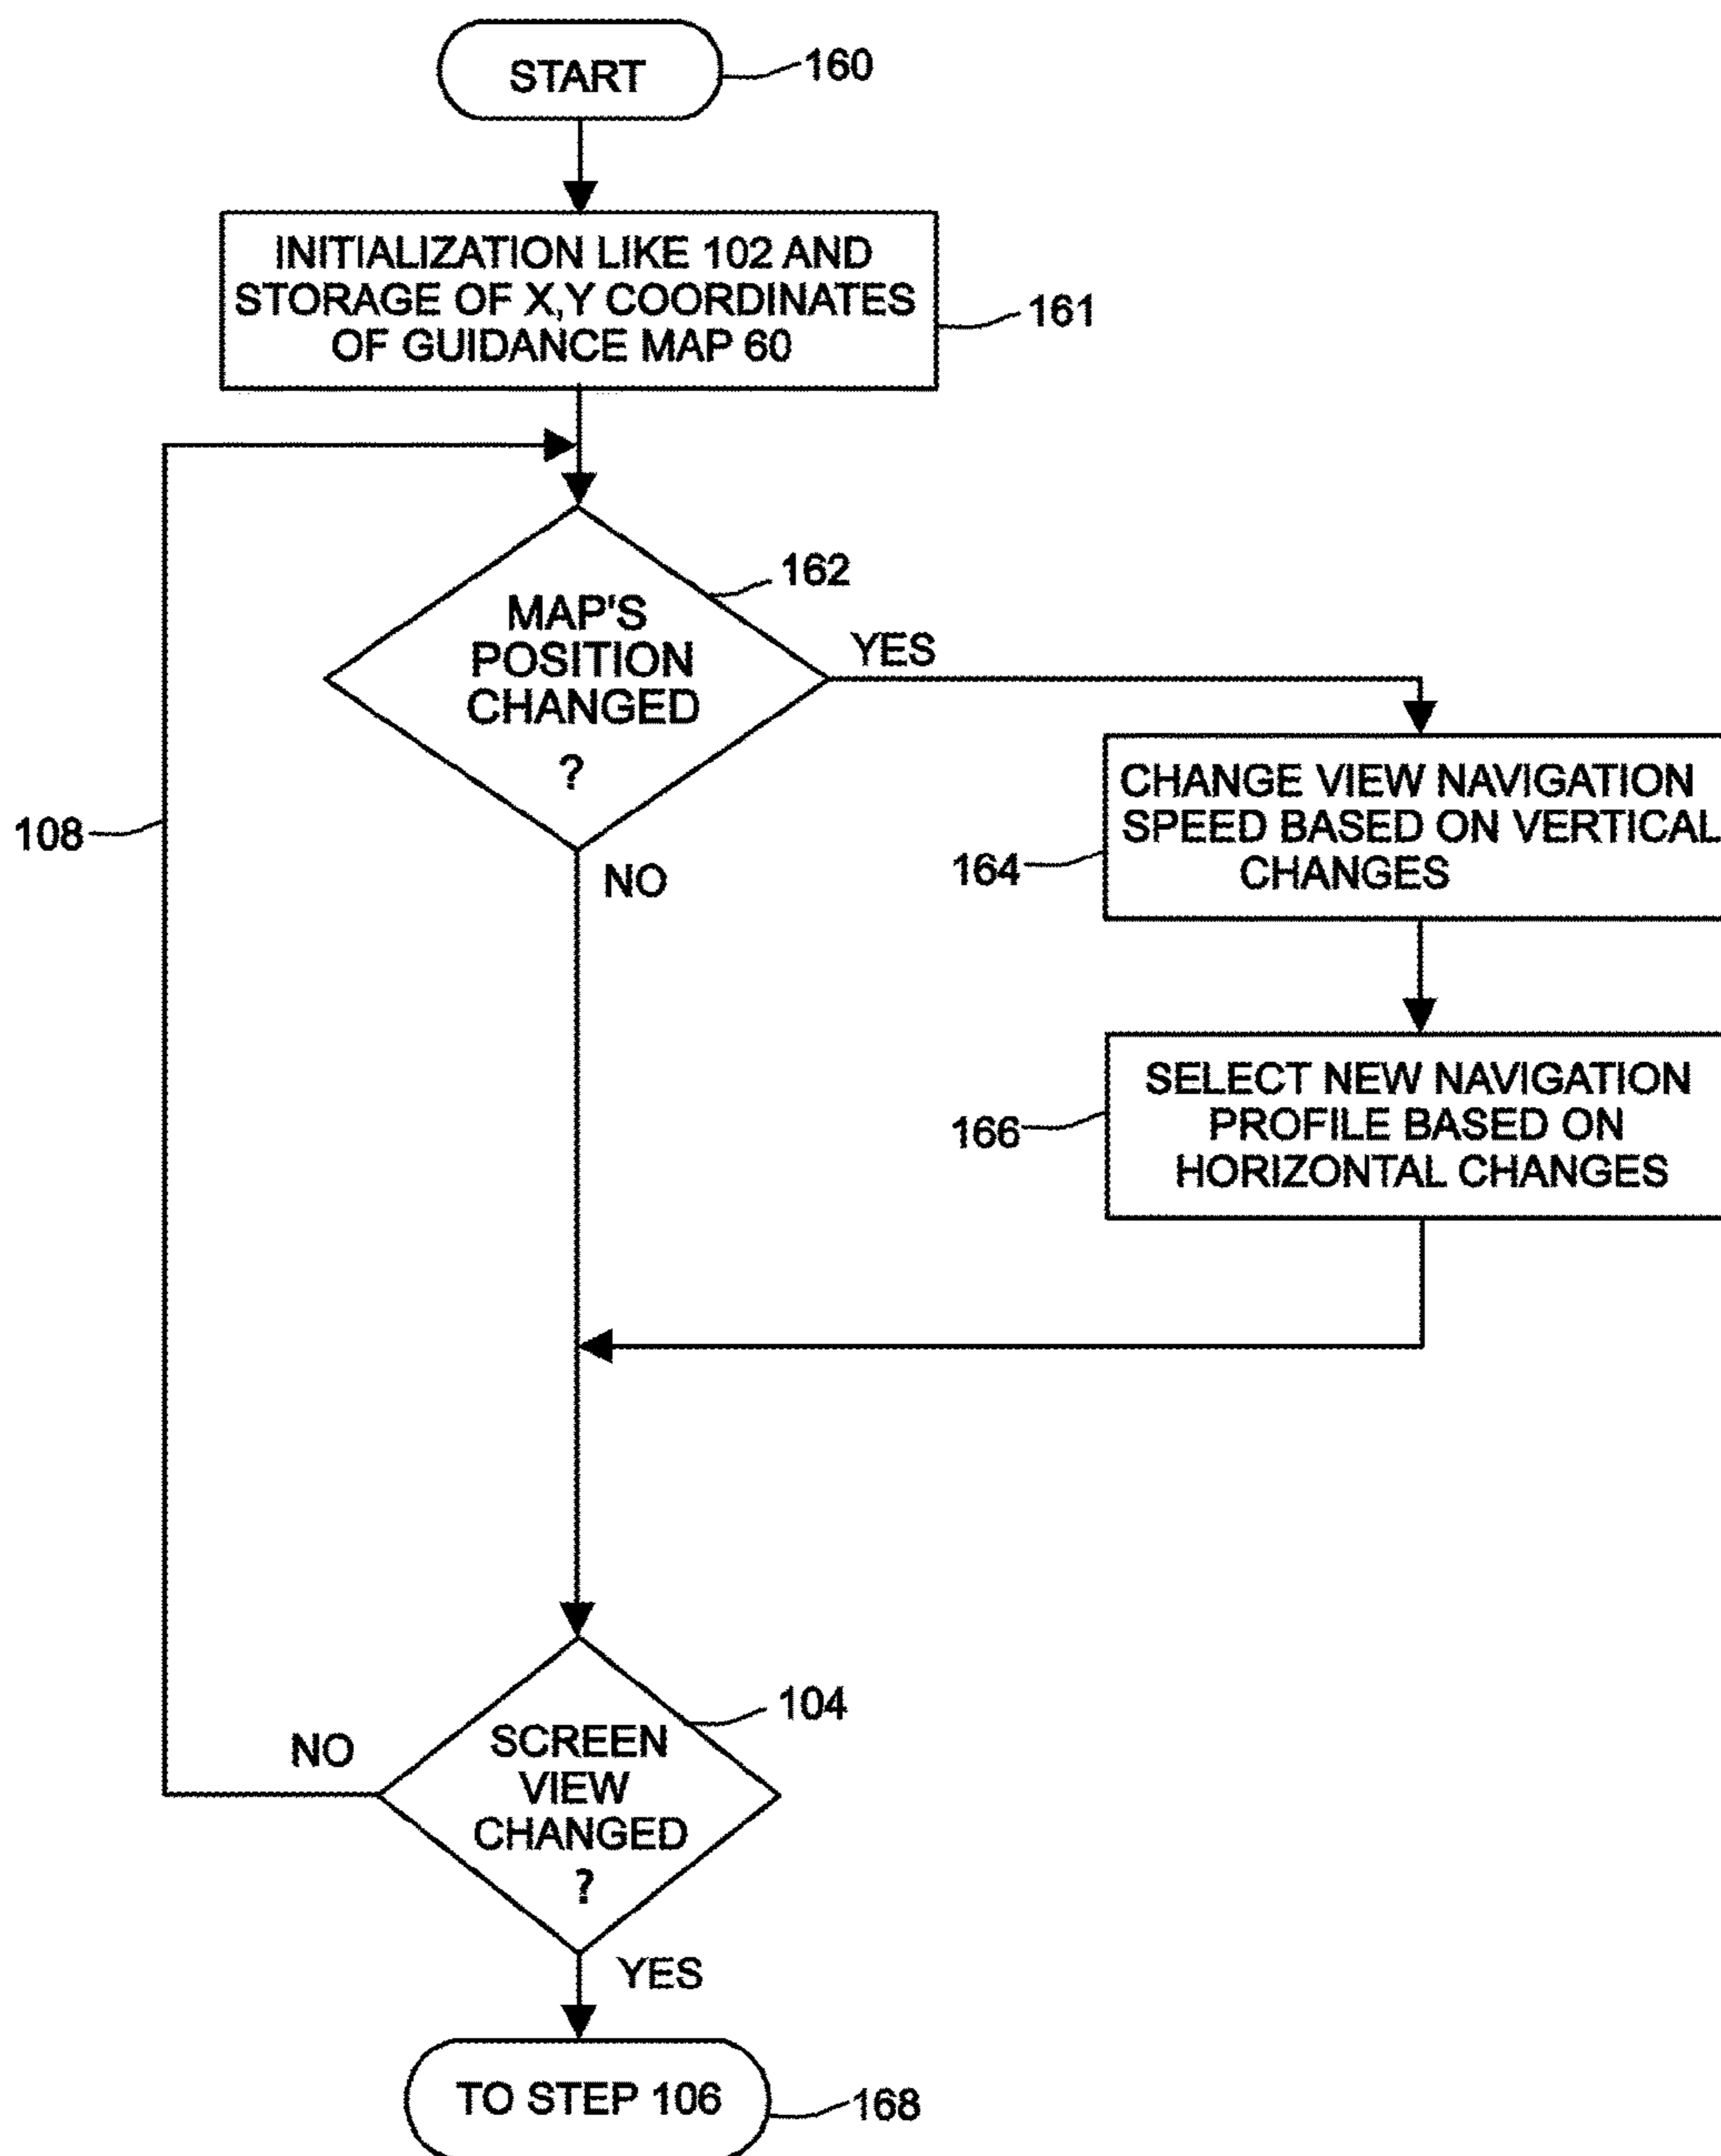 START
160
INITIALIZATION LIKE 102 AND
STORAGE OF X,Y COORDINATES
OF GUIDANCE MAP 60
161
162
MAP'S
POSITION
CHANGED
?
YES
NO
108
CHANGE VIEW NAVIGATION
SPEED BASED ON VERTICAL
CHANGES
164
SELECT NEW NAVIGATION
PROFILE BASED ON
HORIZONTAL CHANGES
166
104
SCREEN
VIEW
CHANGED
?
NO
YES
TO STEP 106
168